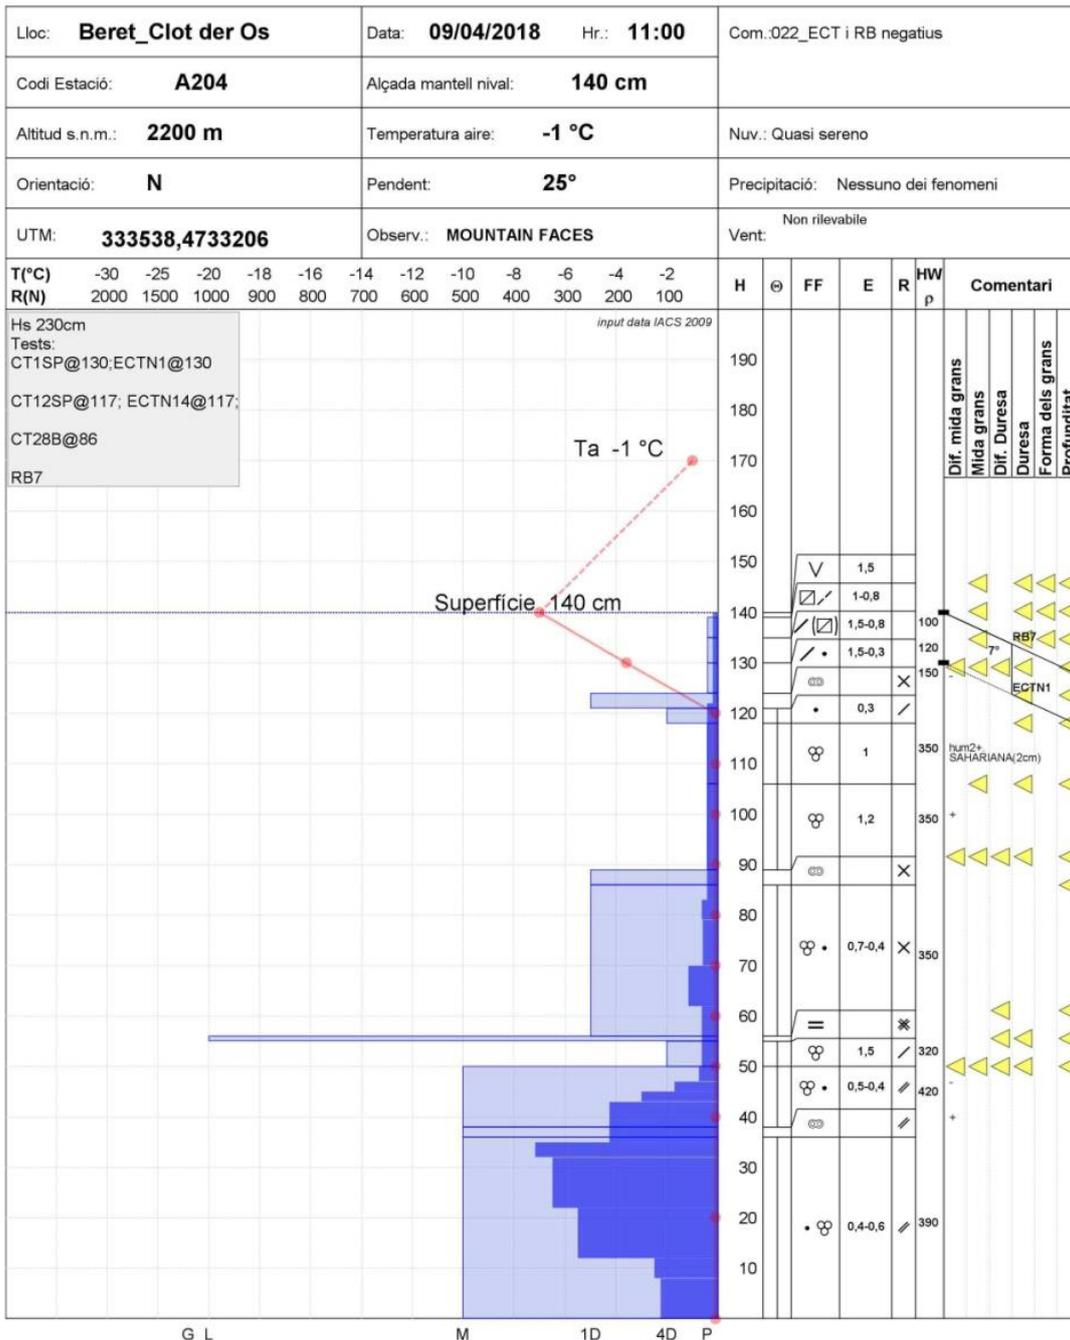 Lloc: Beret_Clot der Os Data: 09/04/2018 Hr.: 11:00 Com.:022_ECT i RB negatius
Codi Estació: A204 Alçada mantell nival: 140 cm
Altitud s.n.m.: 2200 m Temperatura aire: -1 °C Nuv.: Quasi sereno
Orientació: N Pendent: 25° Precipitació: Nessuno dei fenomeni
UTM: 333538,4733206 Observ.: MOUNTAIN FACES Vent: Non rilevabile
T(°C) -30 -25 -20 -18 -16 -14 -12 -10 -8 -6 -4 -2
R(N) 2000 1500 1000 900 800 700 600 500 400 300 200 100
H Θ FF E R HW ρ Comentari
Hs 230cm
Tests:
CT1SP@130;ECTN1@130
CT12SP@117; ECTN14@117;
CT28B@86
RB7
input data IACS 2009
Dif. mida grans
Mida grans
Dif. Duresa
Duresa
Forma dels grans
Profunditat
190
180
Ta -1 °C
170
160
150 1,5
Superfície 140 cm
140 1-0,8
1,5-0,8 100 RB7
130 1,5-0,3 120 7°
150 -
ECTN1
120 0,3
110 1 350 hum2+
SAHARIANA(2cm)
100 1,2 350 +
90
80
70 0,7-0,4 350
60
50 1,5 320
40 0,5-0,4 420 -
+
30
20 0,4-0,6 390
10
G L M 1D 4D P